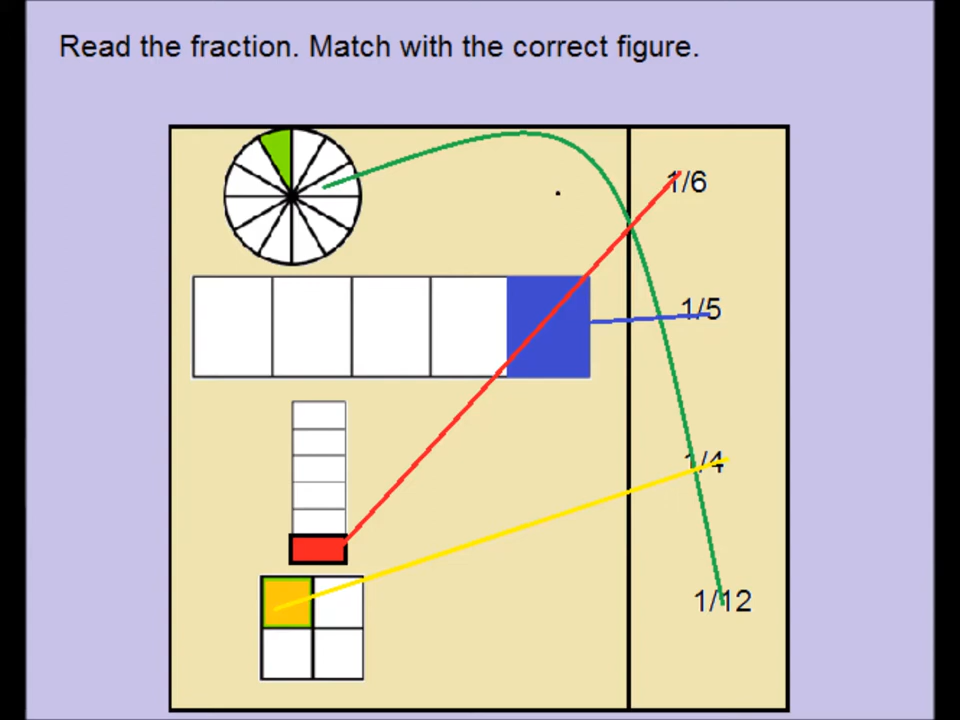 Read the fraction. Match with the correct figure.
1/6
1/5
1/4
1/12